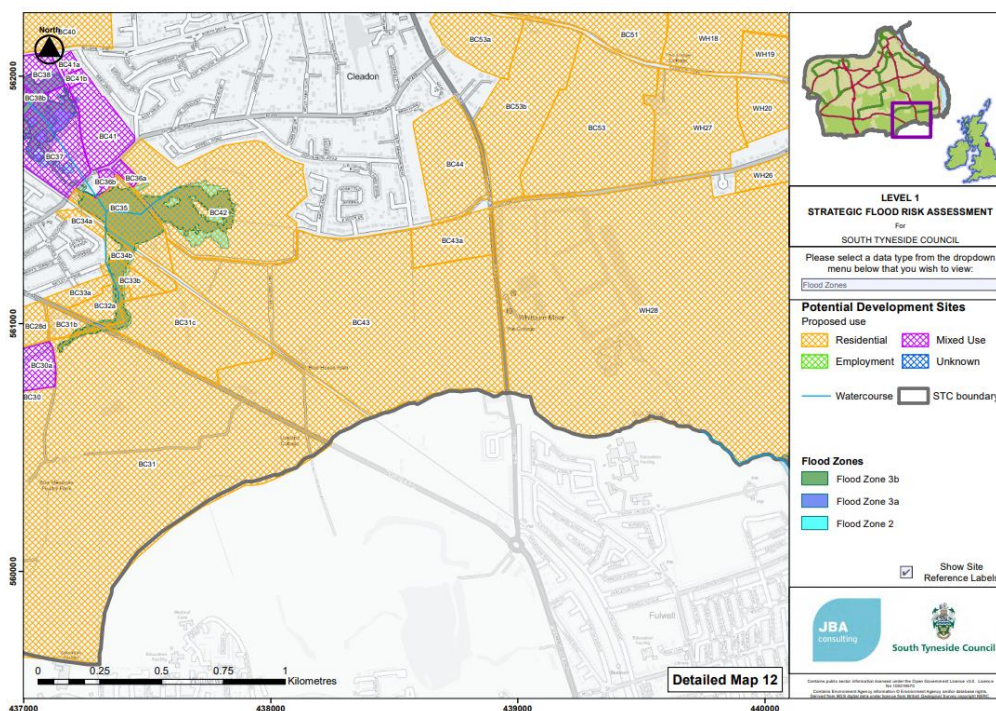 North
BC40
BC41a
BC38
BC41b
BC38b
BC41
BC37
BC36b
BC36a
BC35
BC42
BC34a
BC34b
BC33b
BC33a
BC32a
BC28d
BC31b
BC31c
BC30a
BC30
BC31
BC43
BC43a
BC44
BC53a
BC53b
BC53
BC51
WH18
WH19
WH20
WH27
WH29
WH28
Cleadon
Fulwell
562000
561000
560000
437000
438000
439000
440000
0
0.25
0.5
0.75
1
Kilometres
Detailed Map 12
LEVEL 1
STRATEGIC FLOOD RISK ASSESSMENT
For
SOUTH TYNESIDE COUNCIL
Please select a data type from the dropdown
menu below that you wish to view:
Flood Zones
Potential Development Sites
Proposed use
Residential
Mixed Use
Employment
Unknown
Watercourse
STC boundary
Flood Zones
Flood Zone 3b
Flood Zone 3a
Flood Zone 2
Show Site
Reference Labels
JBA
consulting
South Tyneside Council